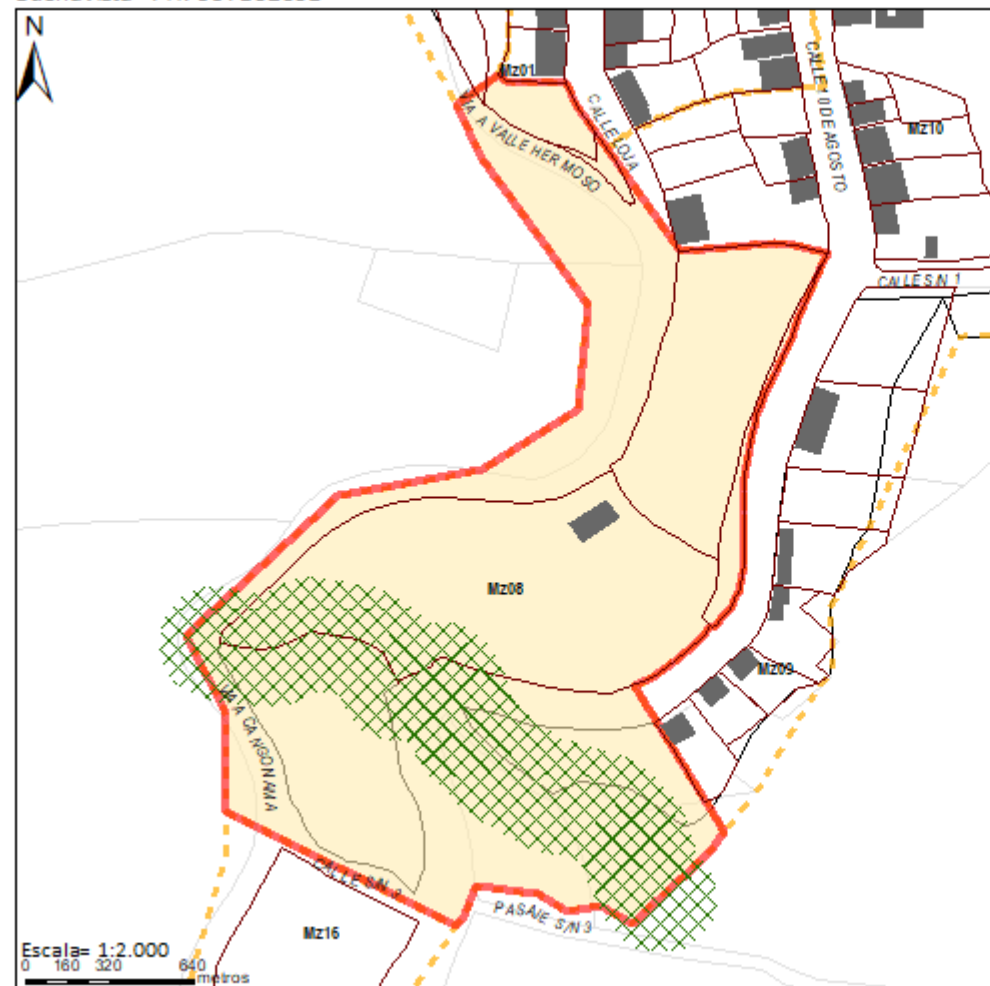 N
Mz01
VIA A VALLE HERMOSO
CALLE LOJA
CALLE 10 DE AGOSTO
Mz10
CALLE S/N 1
Mz08
Mz09
VIA A CANGONAMA
CALLE S/N 2
PASAJE S/N 3
Mz16
Escala= 1:2.000
0 160 320 640
metros